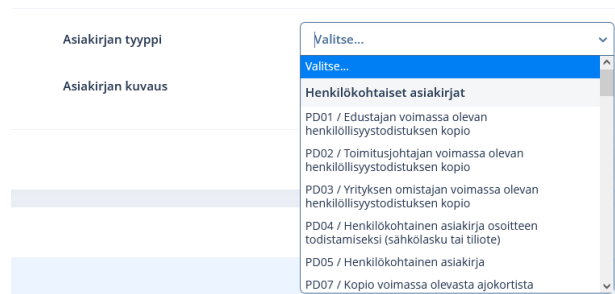 Asiakirjan tyyppi
Valitse...
Valitse...
Asiakirjan kuvaus
Henkilökohtaiset asiakirjat
PD01 / Edustajan voimassa olevan
henkilöllisyystodistuksen kopio
PD02 / Toimitusjohtajan voimassa olevan
henkilöllisyystodistuksen kopio
PD03 / Yrityksen omistajan voimassa olevan
henkilöllisyystodistuksen kopio
PD04 / Henkilökohtainen asiakirja osoitteen
todistamiseksi (sähkölasku tai tiliote)
PD05 / Henkilökohtainen asiakirja
PD07 / Kopio voimassa olevasta ajokortista